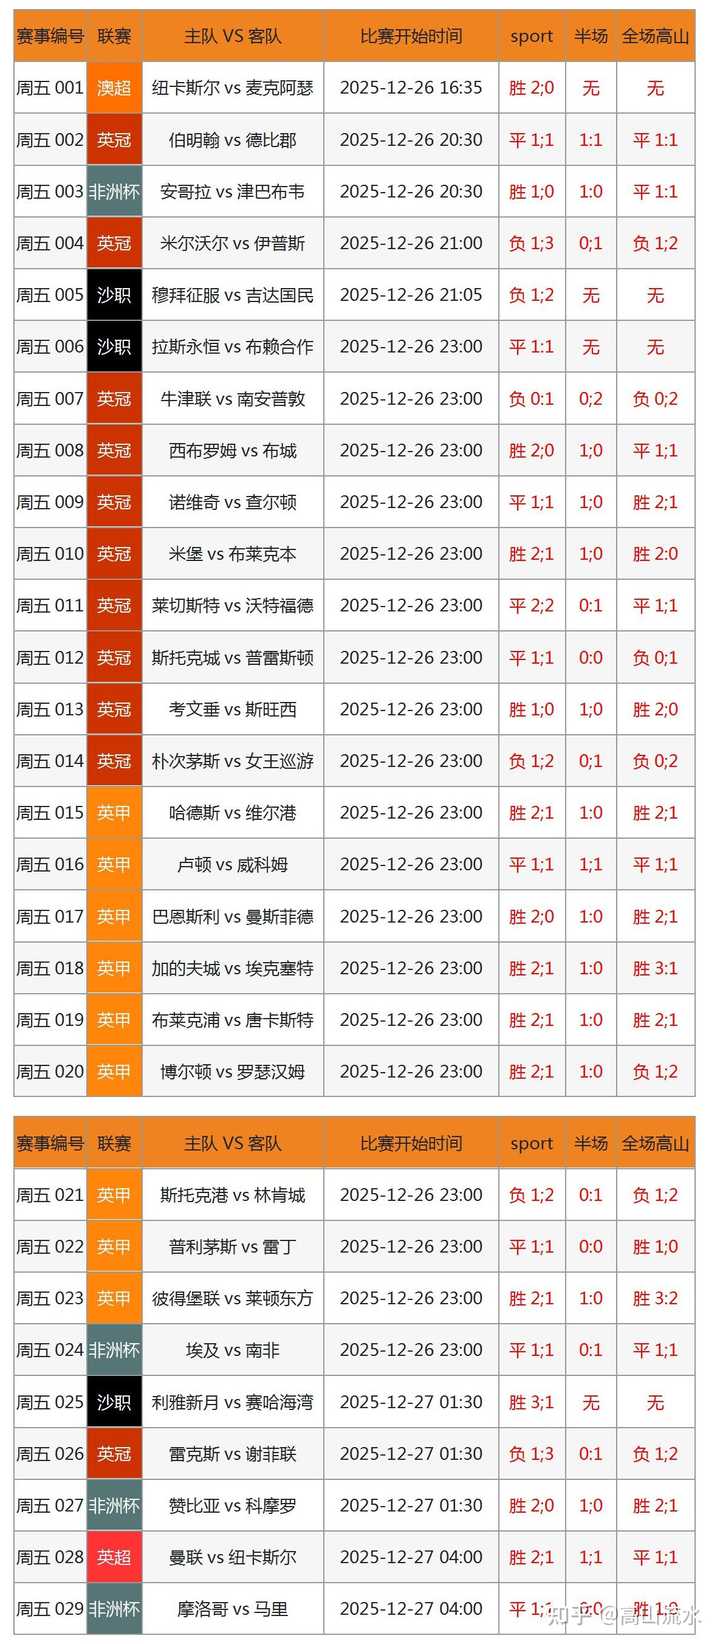 赛事编号 联赛 主队 VS 客队 比赛开始时间 sport 半场 全场高山
周五 001 澳超 纽卡斯尔 vs 麦克阿瑟 2025-12-26 16:35 胜 2;0 无 无
周五 002 英冠 伯明翰 vs 德比郡 2025-12-26 20:30 平 1;1 1:1 平 1:1
周五 003 非洲杯 安哥拉 vs 津巴布韦 2025-12-26 20:30 胜 1;0 1:0 平 1:1
周五 004 英冠 米尔沃尔 vs 伊普斯 2025-12-26 21:00 负 1;3 0;1 负 1;2
周五 005 沙职 穆拜征服 vs 吉达国民 2025-12-26 21:05 负 1;2 无 无
周五 006 沙职 拉斯永恒 vs 布赖合作 2025-12-26 23:00 平 1:1 无 无
周五 007 英冠 牛津联 vs 南安普敦 2025-12-26 23:00 负 0:1 0;2 负 0;2
周五 008 英冠 西布罗姆 vs 布城 2025-12-26 23:00 胜 2;0 1;0 平 1;1
周五 009 英冠 诺维奇 vs 查尔顿 2025-12-26 23:00 平 1;1 1;0 胜 2;1
周五 010 英冠 米堡 vs 布莱克本 2025-12-26 23:00 胜 2;1 1;0 胜 2:0
周五 011 英冠 莱切斯特 vs 沃特福德 2025-12-26 23:00 平 2;2 0:1 平 1;1
周五 012 英冠 斯托克城 vs 普雷斯顿 2025-12-26 23:00 平 1;1 0:0 负 0;1
周五 013 英冠 考文垂 vs 斯旺西 2025-12-26 23:00 胜 1;0 1;0 胜 2;0
周五 014 英冠 朴次茅斯 vs 女王巡游 2025-12-26 23:00 负 1;2 0;1 负 0;2
周五 015 英甲 哈德斯 vs 维尔港 2025-12-26 23:00 胜 2;1 1:0 胜 2;1
周五 016 英甲 卢顿 vs 威科姆 2025-12-26 23:00 平 1;1 1;1 平 1;1
周五 017 英甲 巴恩斯利 vs 曼斯菲德 2025-12-26 23:00 胜 2;0 1:0 胜 2;1
周五 018 英甲 加的夫城 vs 埃克塞特 2025-12-26 23:00 胜 2;1 1:0 胜 3:1
周五 019 英甲 布莱克浦 vs 唐卡斯特 2025-12-26 23:00 胜 2;1 1:0 胜 2;1
周五 020 英甲 博尔顿 vs 罗瑟汉姆 2025-12-26 23:00 胜 2;1 1:0 负 1;2
赛事编号 联赛 主队 VS 客队 比赛开始时间 sport 半场 全场高山
周五 021 英甲 斯托克港 vs 林肯城 2025-12-26 23:00 负 1;2 0:1 负 1;2
周五 022 英甲 普利茅斯 vs 雷丁 2025-12-26 23:00 平 1;1 0:0 胜 1;0
周五 023 英甲 彼得堡联 vs 莱顿东方 2025-12-26 23:00 胜 2;1 1:0 胜 3:2
周五 024 非洲杯 埃及 vs 南非 2025-12-26 23:00 平 1;1 0:1 平 1;1
周五 025 沙职 利雅新月 vs 赛哈海湾 2025-12-27 01:30 胜 3;1 无 无
周五 026 英冠 雷克斯 vs 谢菲联 2025-12-27 01:30 负 1;3 0:1 负 1;2
周五 027 非洲杯 赞比亚 vs 科摩罗 2025-12-27 01:30 胜 2;0 1;0 胜 2;1
周五 028 英超 曼联 vs 纽卡斯尔 2025-12-27 04:00 胜 2;1 1;1 平 1;1
周五 029 非洲杯 摩洛哥 vs 马里 2025-12-27 04:00 平 1;1 0:0 胜 1:0
知乎 @高山流水